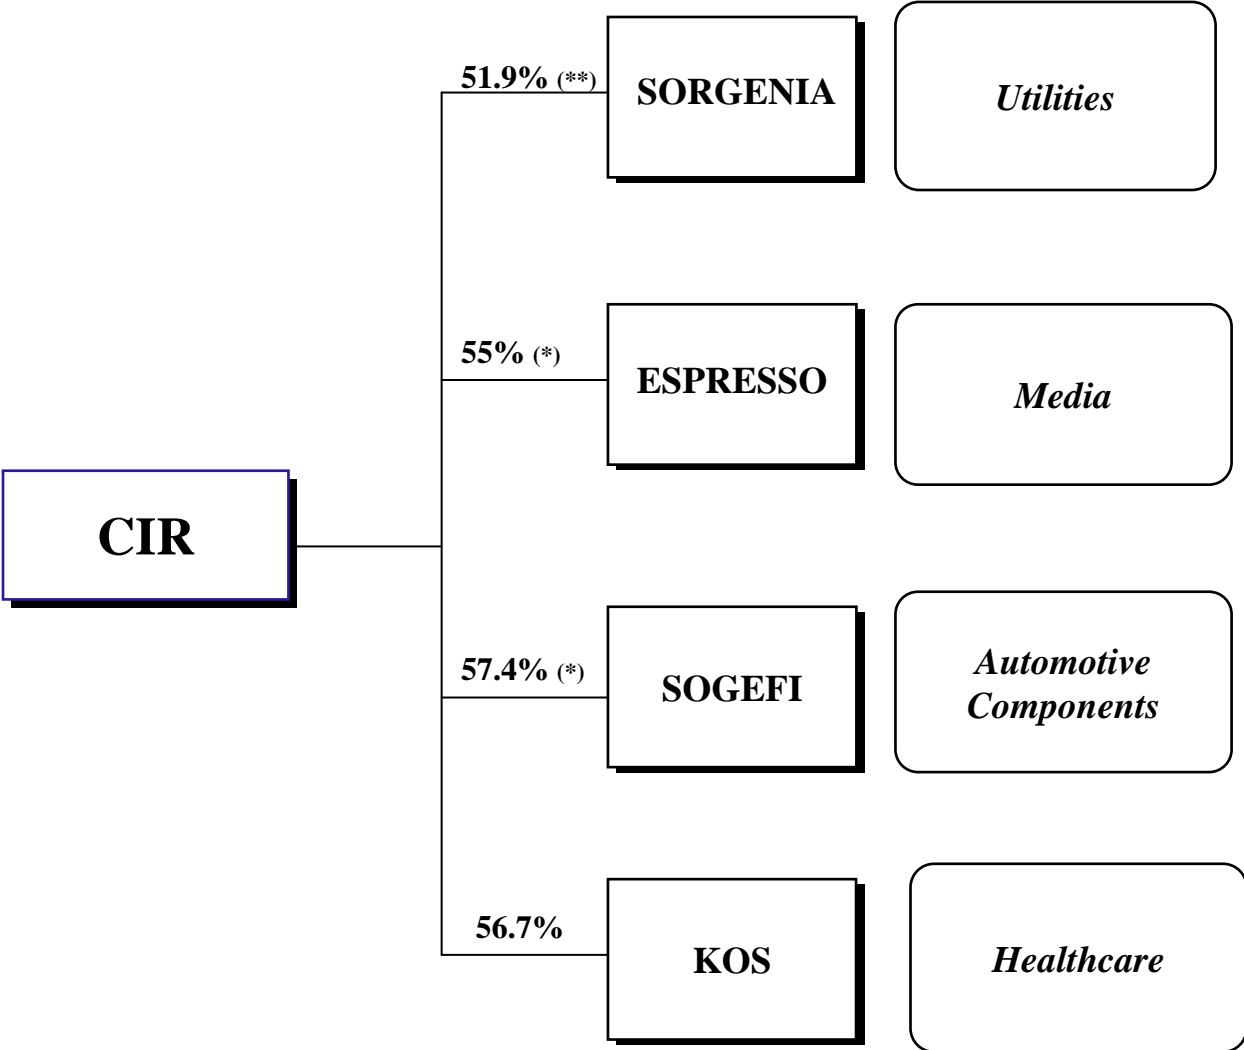 51.9% (**)
SORGENIA
Utilities
55% (*)
ESPRESSO
Media
CIR
57.4% (*)
SOGEFI
Automotive
Components
56.7%
KOS
Healthcare